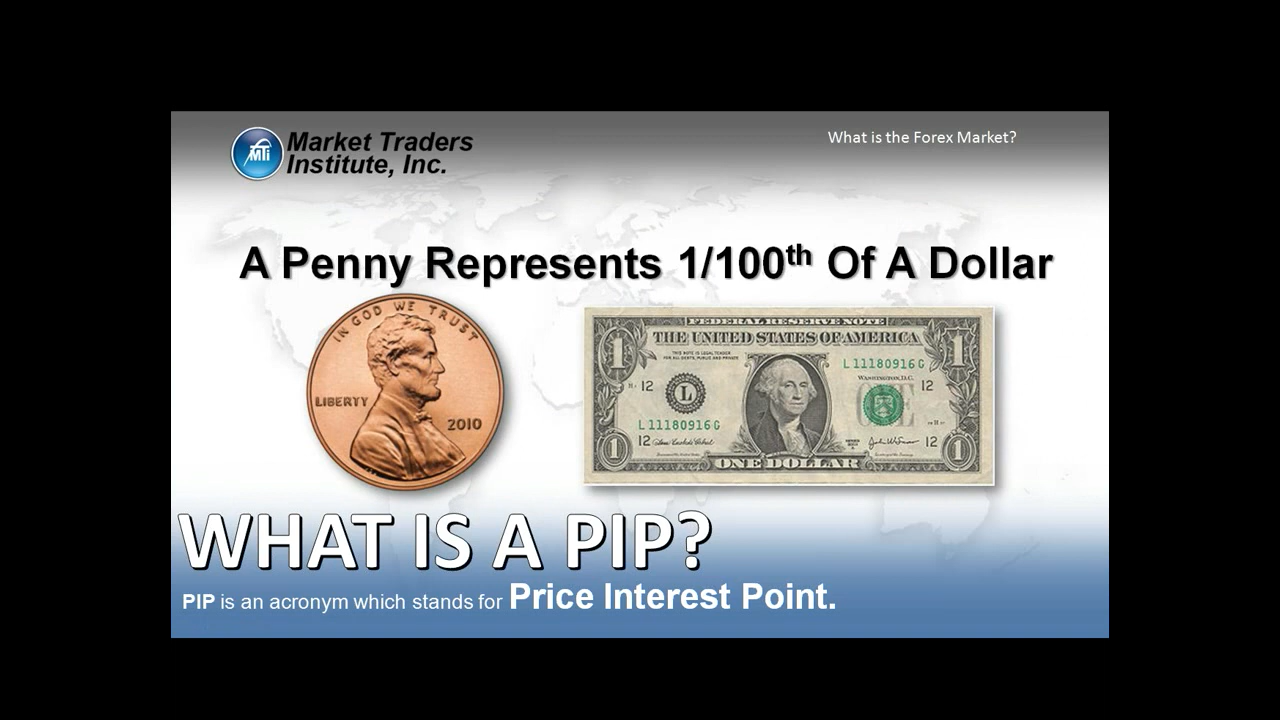 MTi
Market Traders
Institute, Inc.
What is the Forex Market?
A Penny Represents 1/100th Of A Dollar
IN GOD WE TRUST
LIBERTY
2010
FEDERAL RESERVE NOTE
THE UNITED STATES OF AMERICA
L 11180916 G
WASHINGTON, D.C.
12
12
L
L 11180916 G
12
12
1
1
1
1
ONE DOLLAR
WHAT IS A PIP?
PIP is an acronym which stands for Price Interest Point.